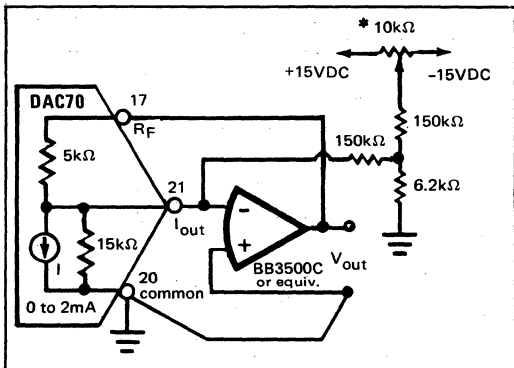 * 10kΩ
+15VDC
-15VDC
DAC70
17
RF
150kΩ
150kΩ
5kΩ
21
Iout
6.2kΩ
15kΩ
-
+
I
BB3500C
or equiv.
Vout
20
common
0 to 2mA